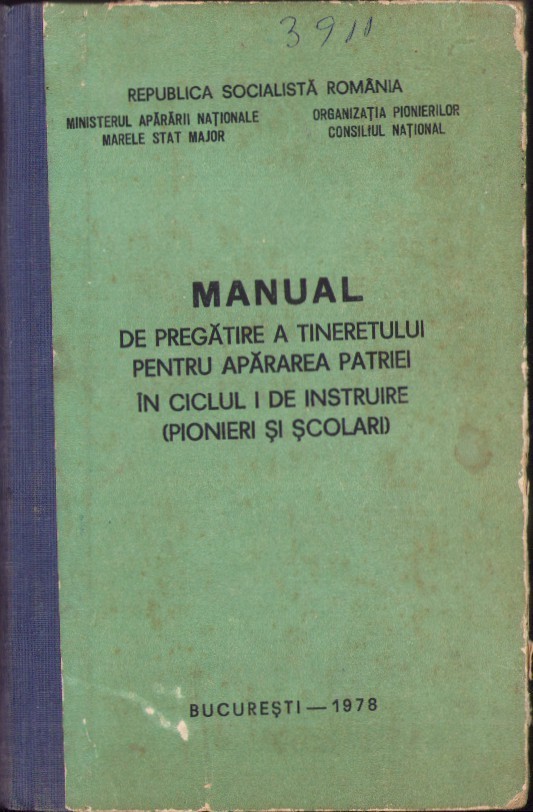 3911
REPUBLICA SOCIALISTĂ ROMÂNIA
MINISTERUL APĂRĂRII NAȚIONALE
MARELE STAT MAJOR
ORGANIZAȚIA PIONIERILOR
CONSILIUL NAȚIONAL
MANUAL
DE PREGĂTIRE A TINERETULUI
PENTRU APĂRAREA PATRIEI
ÎN CICLUL I DE INSTRUIRE
(PIONIERI ȘI ȘCOLARI)
BUCUREȘTI — 1978